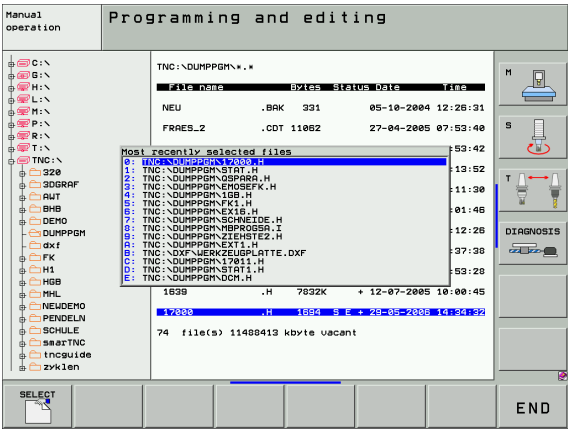 Manual
operation
Programming and editing
C:\
G:\
H:\
L:\
M:\
P:\
R:\
T:\
TNC:\
320
3DGRAF
AWT
BHB
DEMO
DUMPPGM
dxf
FK
H1
HGB
MHL
NEWDEMO
PENDELN
SCHULE
smarTNC
tncguide
zyklen
TNC:\DUMPPGM\*.*
File name Bytes Status Date Time
NEU .BAK 331 05-10-2004 12:26:31
FRAES_2 .CDT 11062 27-04-2005 07:53:40
:53:42
:13:52
:11:30
:01:46
:12:26
:37:38
:53:28
Most recently selected files
0: TNC:\DUMPPGM\17000.H
1: TNC:\DUMPPGM\STAT.H
2: TNC:\DUMPPGM\OSPARA.H
3: TNC:\DUMPPGM\EMOSEFK.H
4: TNC:\DUMPPGM\1GB.H
5: TNC:\DUMPPGM\FK1.H
6: TNC:\DUMPPGM\EX16.H
7: TNC:\DUMPPGM\SCHNEIDE.H
8: TNC:\DUMPPGM\MBPROG5A.I
9: TNC:\DUMPPGM\ZIEHSTE2.H
A: TNC:\DUMPPGM\EXT1.H
B: TNC:\DXF\WERKZEUGPLATTE.DXF
C: TNC:\DUMPPGM\17011.H
D: TNC:\DUMPPGM\STAT1.H
E: TNC:\DUMPPGM\DCM.H
1639 .H 7832K + 12-07-2005 10:00:45
17000 .H 1694 S E + 29-05-2006 14:34:32
74 file(s) 11488413 kbyte vacant
M
S
T
DIAGNOSIS
SELECT
END